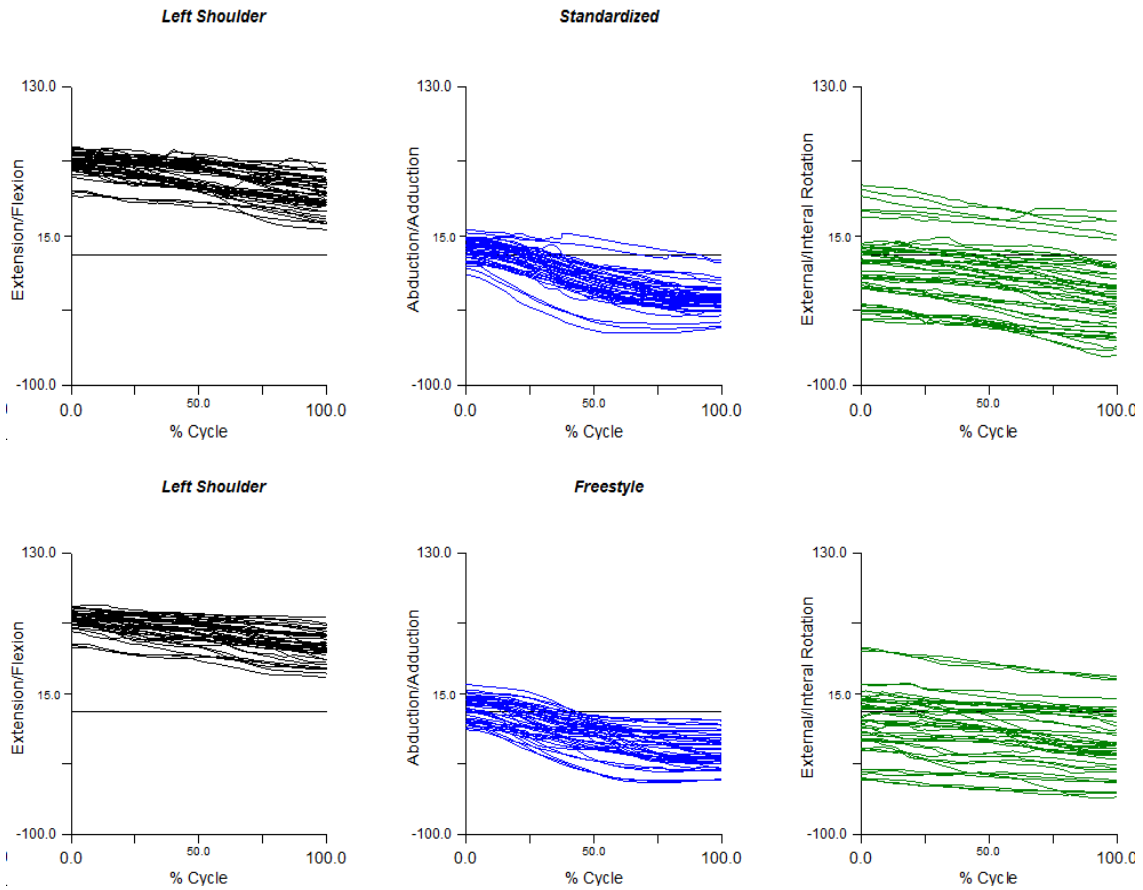 Left Shoulder
Standardized
130.0
130.0
130.0
Extension/Flexion
Abduction/Adduction
External/Interal Rotation
15.0
15.0
15.0
-100.0
-100.0
-100.0
0.0
50.0
100.0
0.0
50.0
100.0
0.0
50.0
100.0
% Cycle
% Cycle
% Cycle
Left Shoulder
Freestyle
130.0
130.0
130.0
Extension/Flexion
Abduction/Adduction
External/Interal Rotation
15.0
15.0
15.0
-100.0
-100.0
-100.0
0.0
50.0
100.0
0.0
50.0
100.0
0.0
50.0
100.0
% Cycle
% Cycle
% Cycle